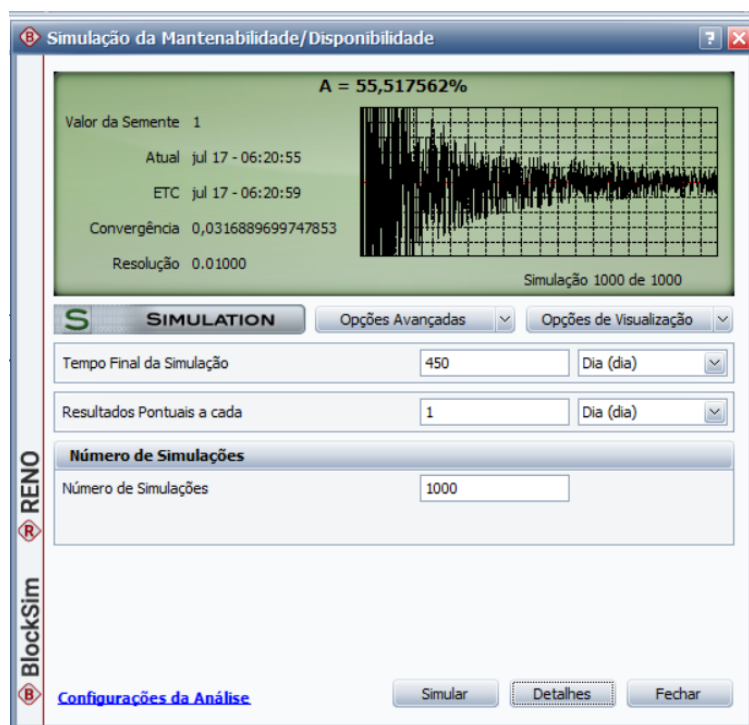 Simulação da Mantenabilidade/Disponibilidade
A = 55,517562%
Valor da Semente 1
Atual jul 17 - 06:20:55
ETC jul 17 - 06:20:59
Convergência 0,0316889699747853
Resolução 0.01000
Simulação 1000 de 1000
S SIMULATION Opções Avançadas Opções de Visualização
Tempo Final da Simulação 450 Dia (dia)
Resultados Pontuais a cada 1 Dia (dia)
Número de Simulações
Número de Simulações 1000
BlockSim RENO
Configurações da Análise Simular Detalhes Fechar